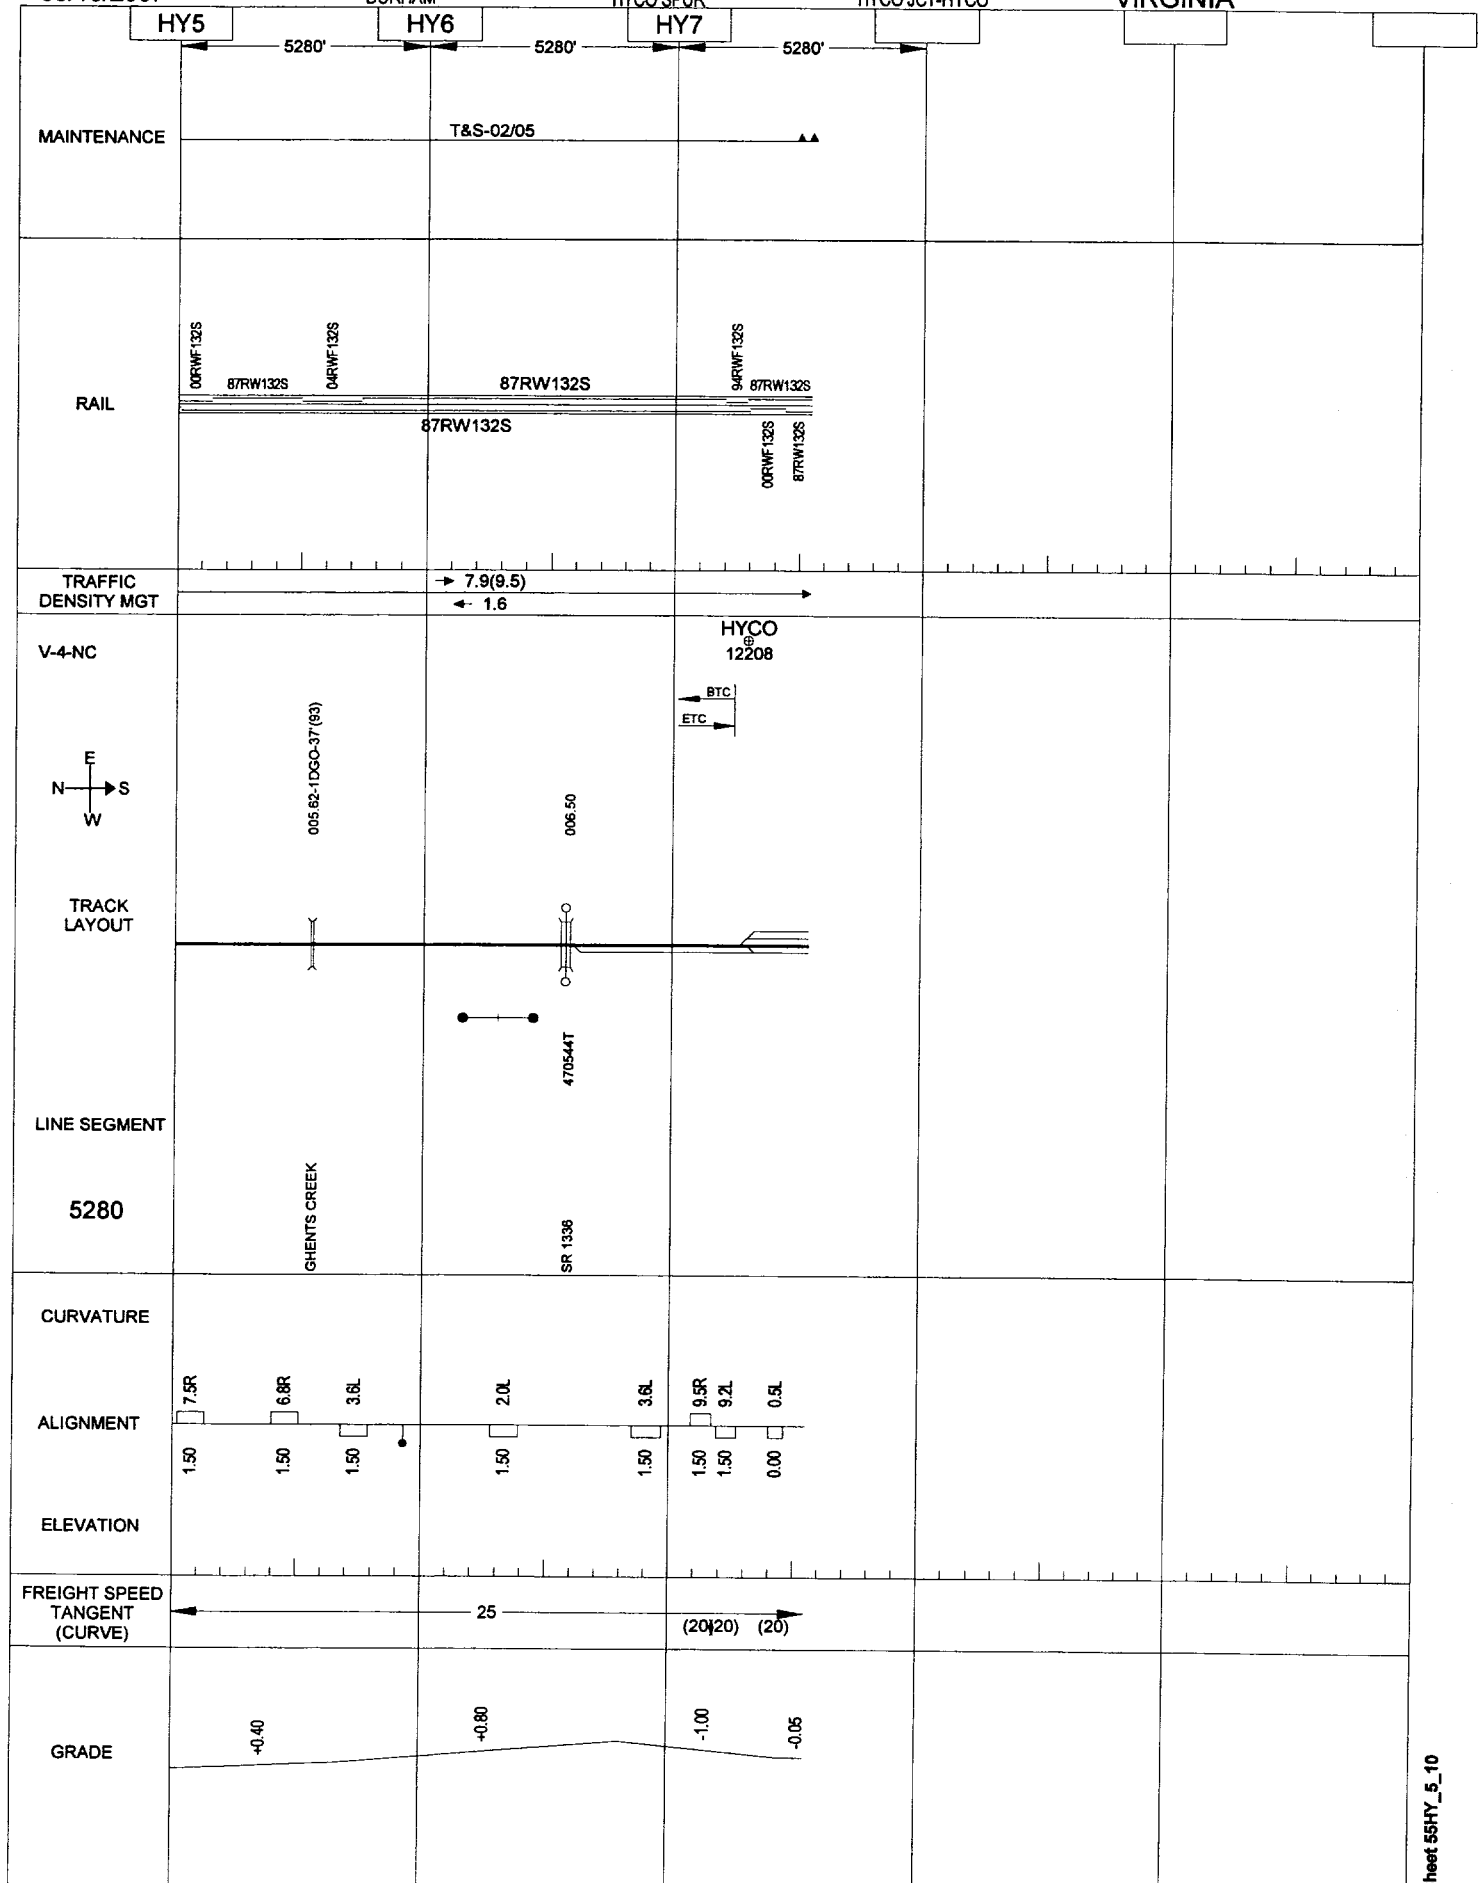 VIRGINIA
HY5
HY6
HY7
5280'
5280'
5280'
MAINTENANCE
T&S-02/05
RAIL
00RWF132S
87RW132S
04RWF132S
87RW132S
94RWF132S
87RW132S
87RW132S
00RWF132S
87RW132S
TRAFFIC
DENSITY MGT
7.9(9.5)
1.6
V-4-NC
HYCO
12208
BTC
ETC
E
N S
W
005.62-1DGO-37'(93)
006.50
TRACK
LAYOUT
470544T
LINE SEGMENT
5280
GHENTS CREEK
SR 1336
CURVATURE
7.5R
6.8R
3.6L
2.0L
3.6L
9.5R
9.2L
0.5L
ALIGNMENT
1.50
1.50
1.50
1.50
1.50
1.50
1.50
0.00
ELEVATION
FREIGHT SPEED
TANGENT
(CURVE)
25
(20)
(20)
(20)
GRADE
+0.40
+0.80
-1.00
-0.05
heet 55HY_5_10